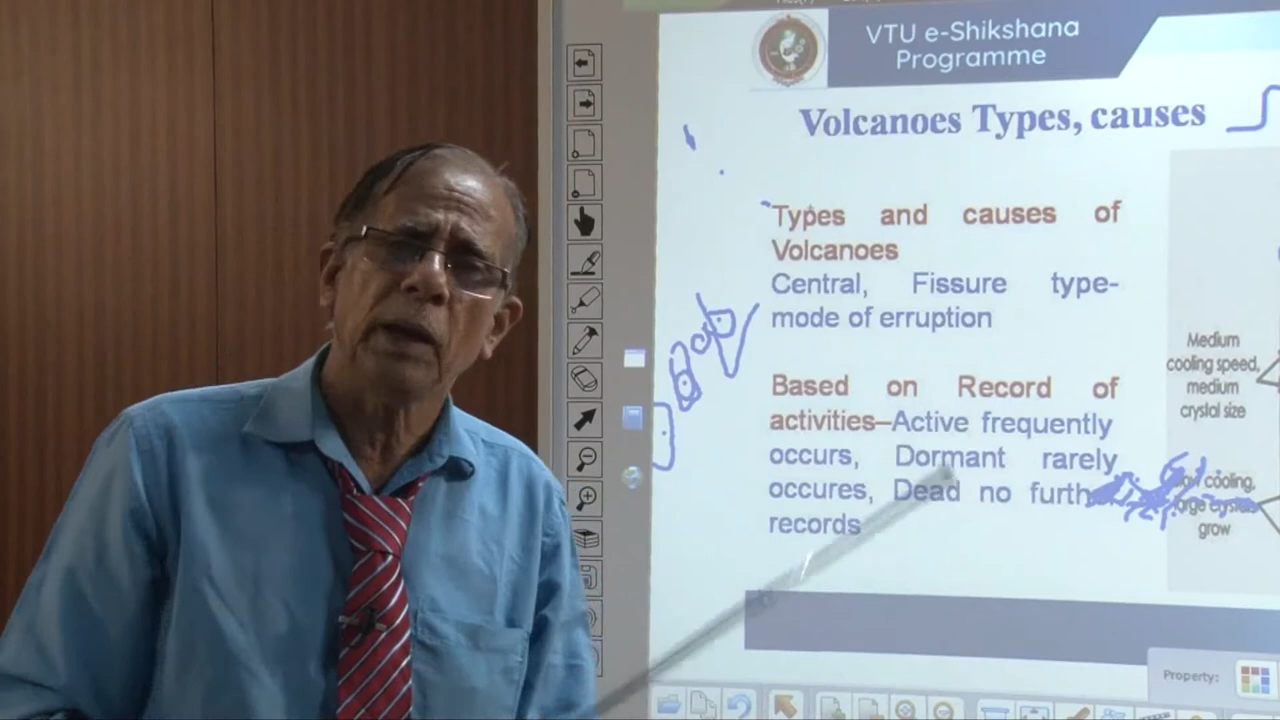 VTU e-Shikshana
Programme
Volcanoes Types, causes
Types and causes of
Volcanoes
Central, Fissure type-
mode of erruption
Based on Record of
activities–Active frequently
occurs, Dormant rarely
occures, Dead no furth
records
Medium
cooling speed,
medium
crystal size
cooling,
large crystals
grow
Property: